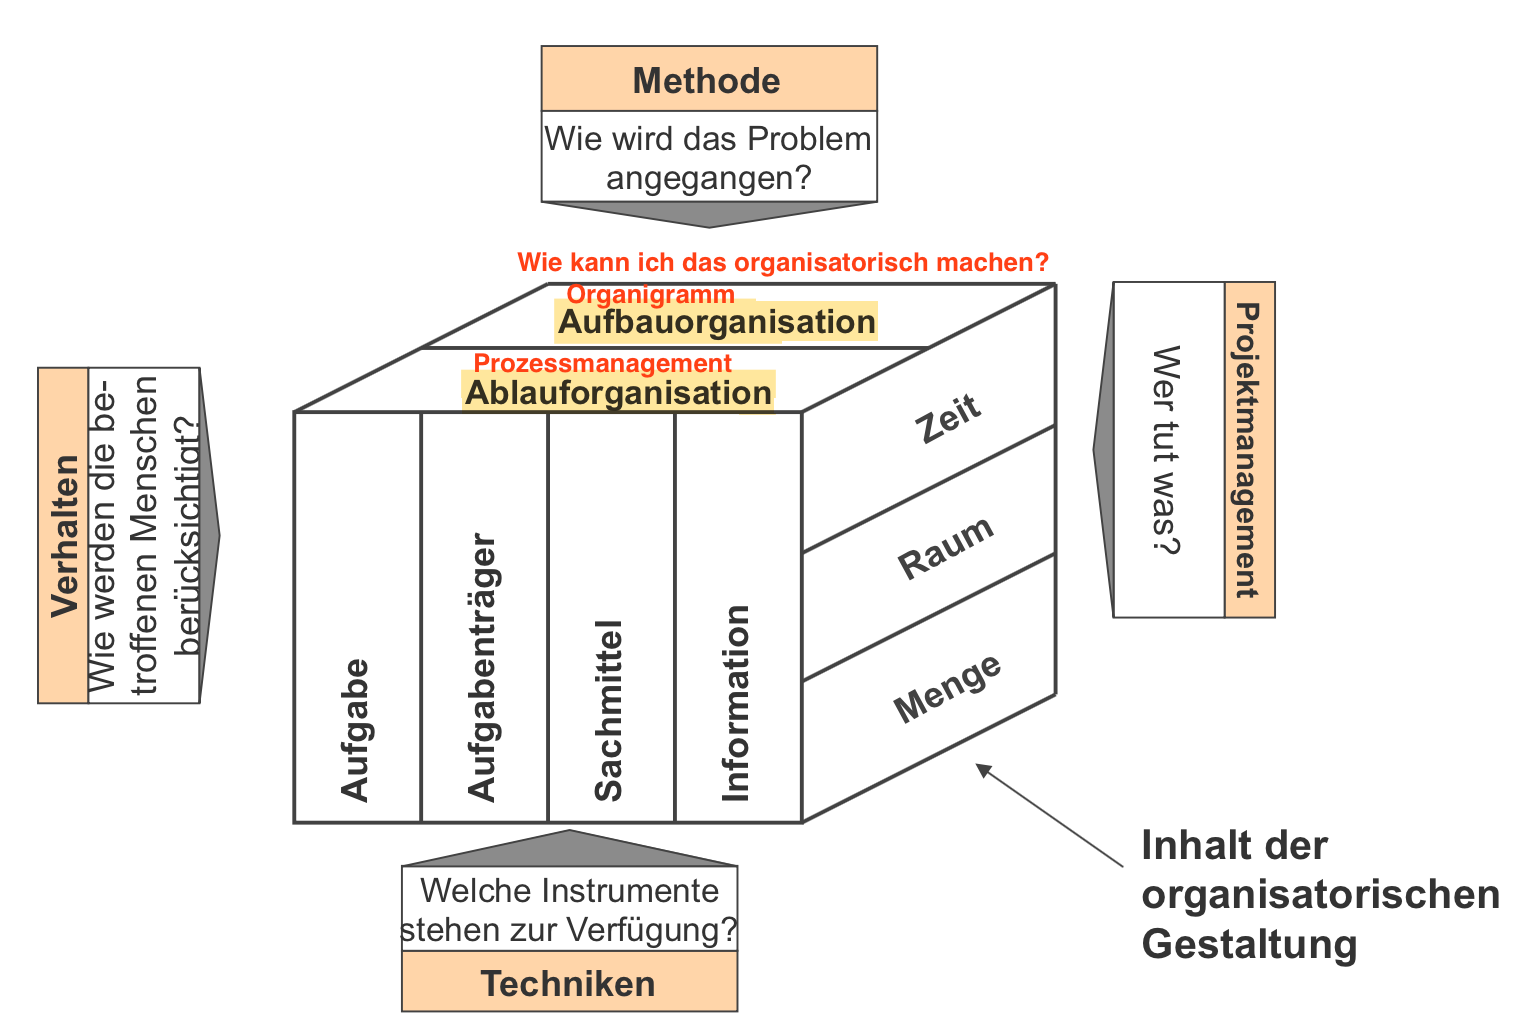 Methode
Wie wird das Problem
angegangen?
Wie kann ich das organisatorisch machen?
Organigramm
Aufbauorganisation
Prozessmanagement
Ablauforganisation
Verhalten
Wie werden die be-
troffenen Menschen
berücksichtigt?
Aufgabe
Aufgabenträger
Sachmittel
Information
Zeit
Raum
Menge
Projektmanagement
Wer tut was?
Inhalt der
organisatorischen
Gestaltung
Welche Instrumente
stehen zur Verfügung?
Techniken